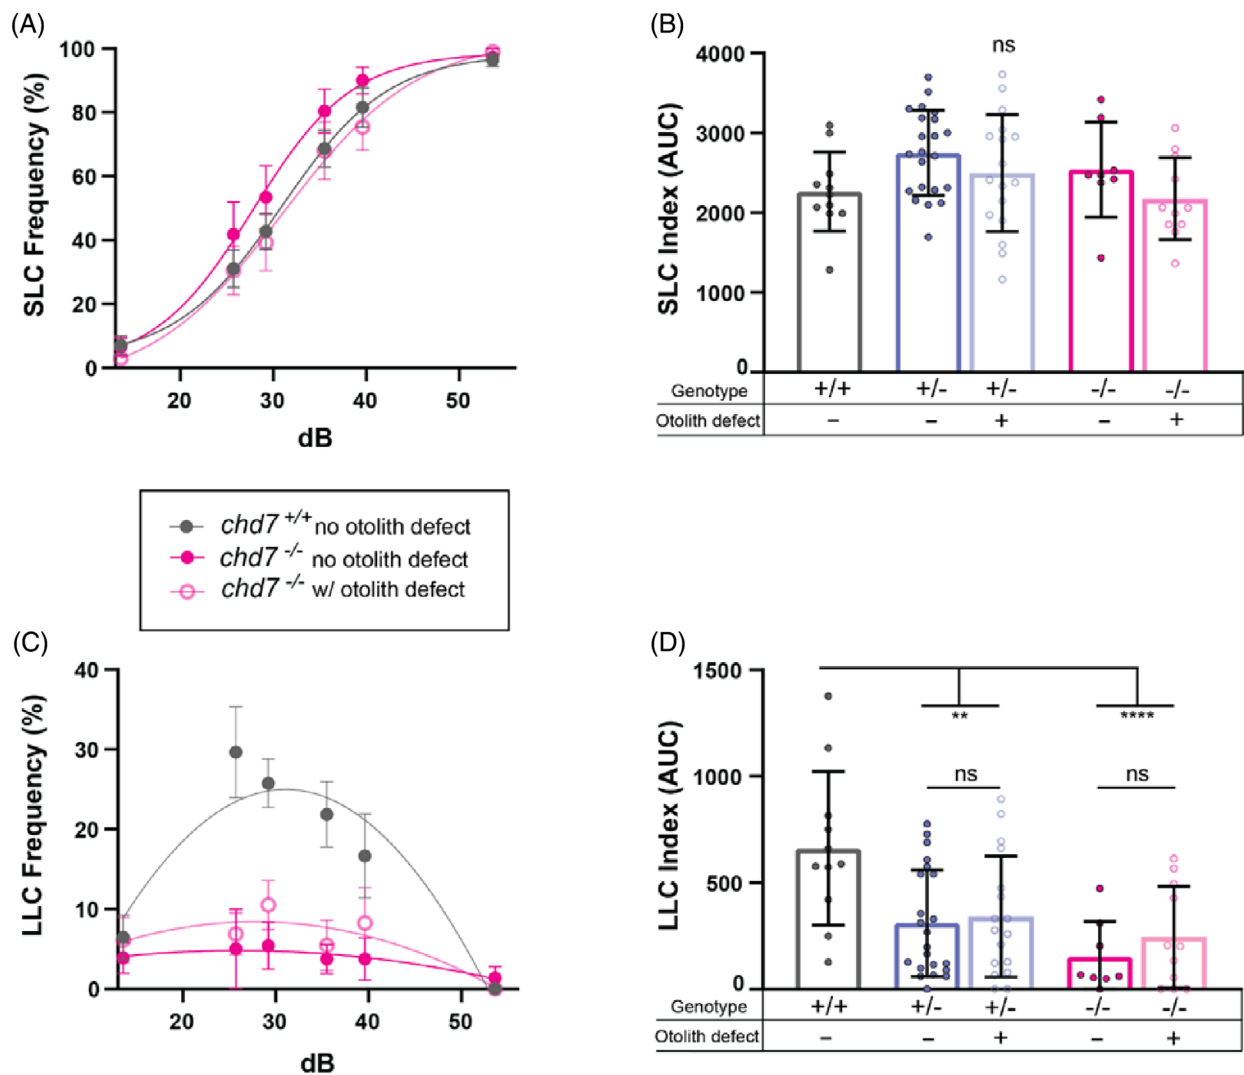 (A)
SLC Frequency (%)
100
80
60
40
20
0
20 30 40 50
dB
(B)
ns
SLC Index (AUC)
4000
3000
2000
1000
0
Genotype +/+ +/- +/- -/- -/-
Otolith defect – – + – +
chd7 +/+ no otolith defect
chd7 -/- no otolith defect
chd7 -/- w/ otolith defect
(C)
LLC Frequency (%)
40
30
20
10
0
20 30 40 50
dB
(D)
LLC Index (AUC)
1500
1000
500
0
** ****
ns ns
Genotype +/+ +/- +/- -/- -/-
Otolith defect – – + – +